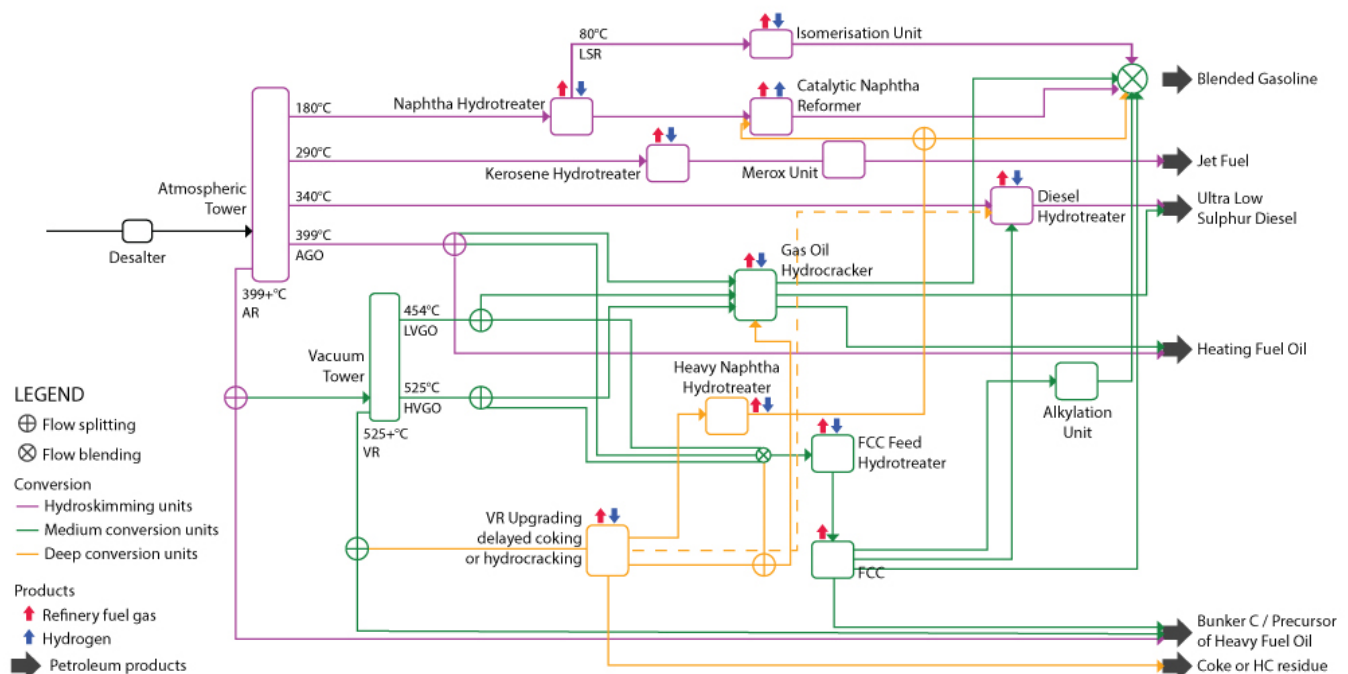 80°C
LSR
Isomerisation Unit
Blended Gasoline
180°C
Naphtha Hydrotreater
Catalytic Naphtha
Reformer
290°C
Kerosene Hydrotreater
Merox Unit
Jet Fuel
Atmospheric
Tower
340°C
Diesel
Hydrotreater
Ultra Low
Sulphur Diesel
Desalter
399°C
AGO
Gas Oil
Hydrocracker
399+°C
AR
454°C
LVGO
Vacuum
Tower
Heating Fuel Oil
Heavy Naphtha
Hydrotreater
525°C
HVGO
Alkylation
Unit
525+°C
VR
FCC Feed
Hydrotreater
VR Upgrading
delayed coking
or hydrocracking
FCC
Bunker C / Precursor
of Heavy Fuel Oil
Coke or HC residue
LEGEND
Flow splitting
Flow blending
Conversion
Hydroskimming units
Medium conversion units
Deep conversion units
Products
Refinery fuel gas
Hydrogen
Petroleum products